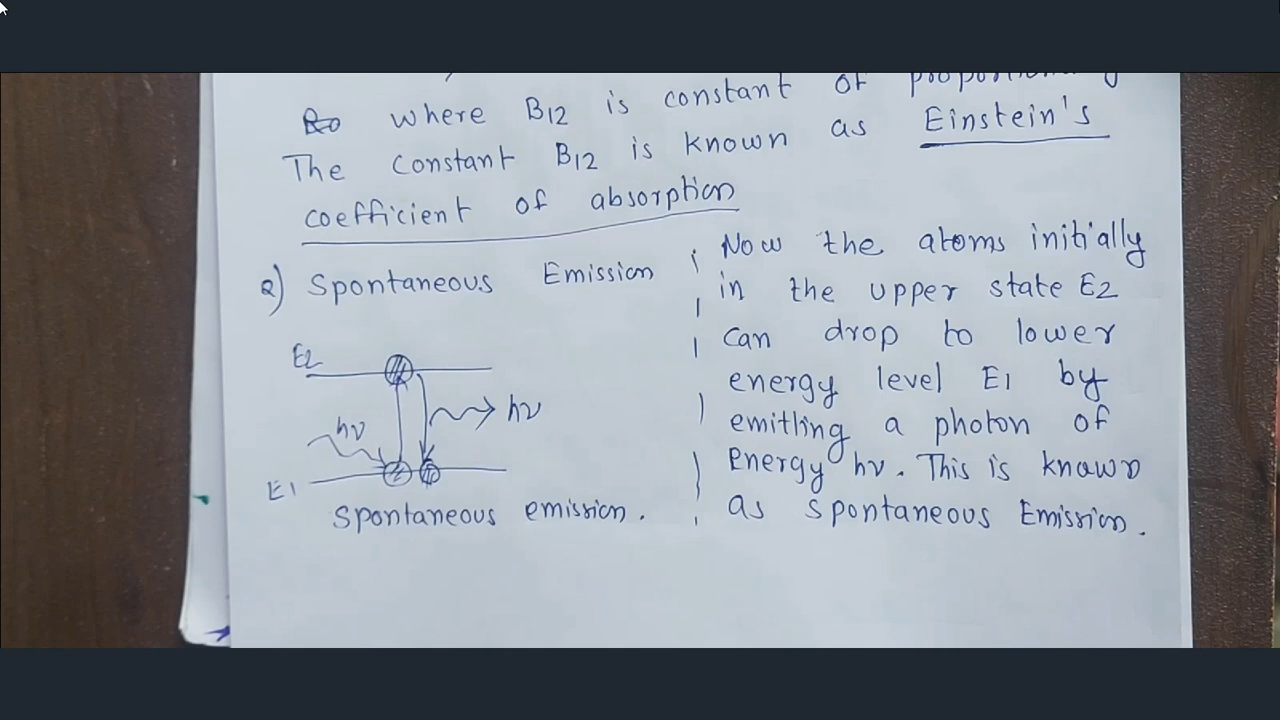 where B12 is constant of proportionality
The constant B12 is known as Einstein's
coefficient of absorption
2) Spontaneous Emission
E2
hν
hν
E1
Spontaneous emission.
Now the atoms initially
in the upper state E2
can drop to lower
energy level E1 by
emitting a photon of
Energy hν. This is known
as Spontaneous Emission.